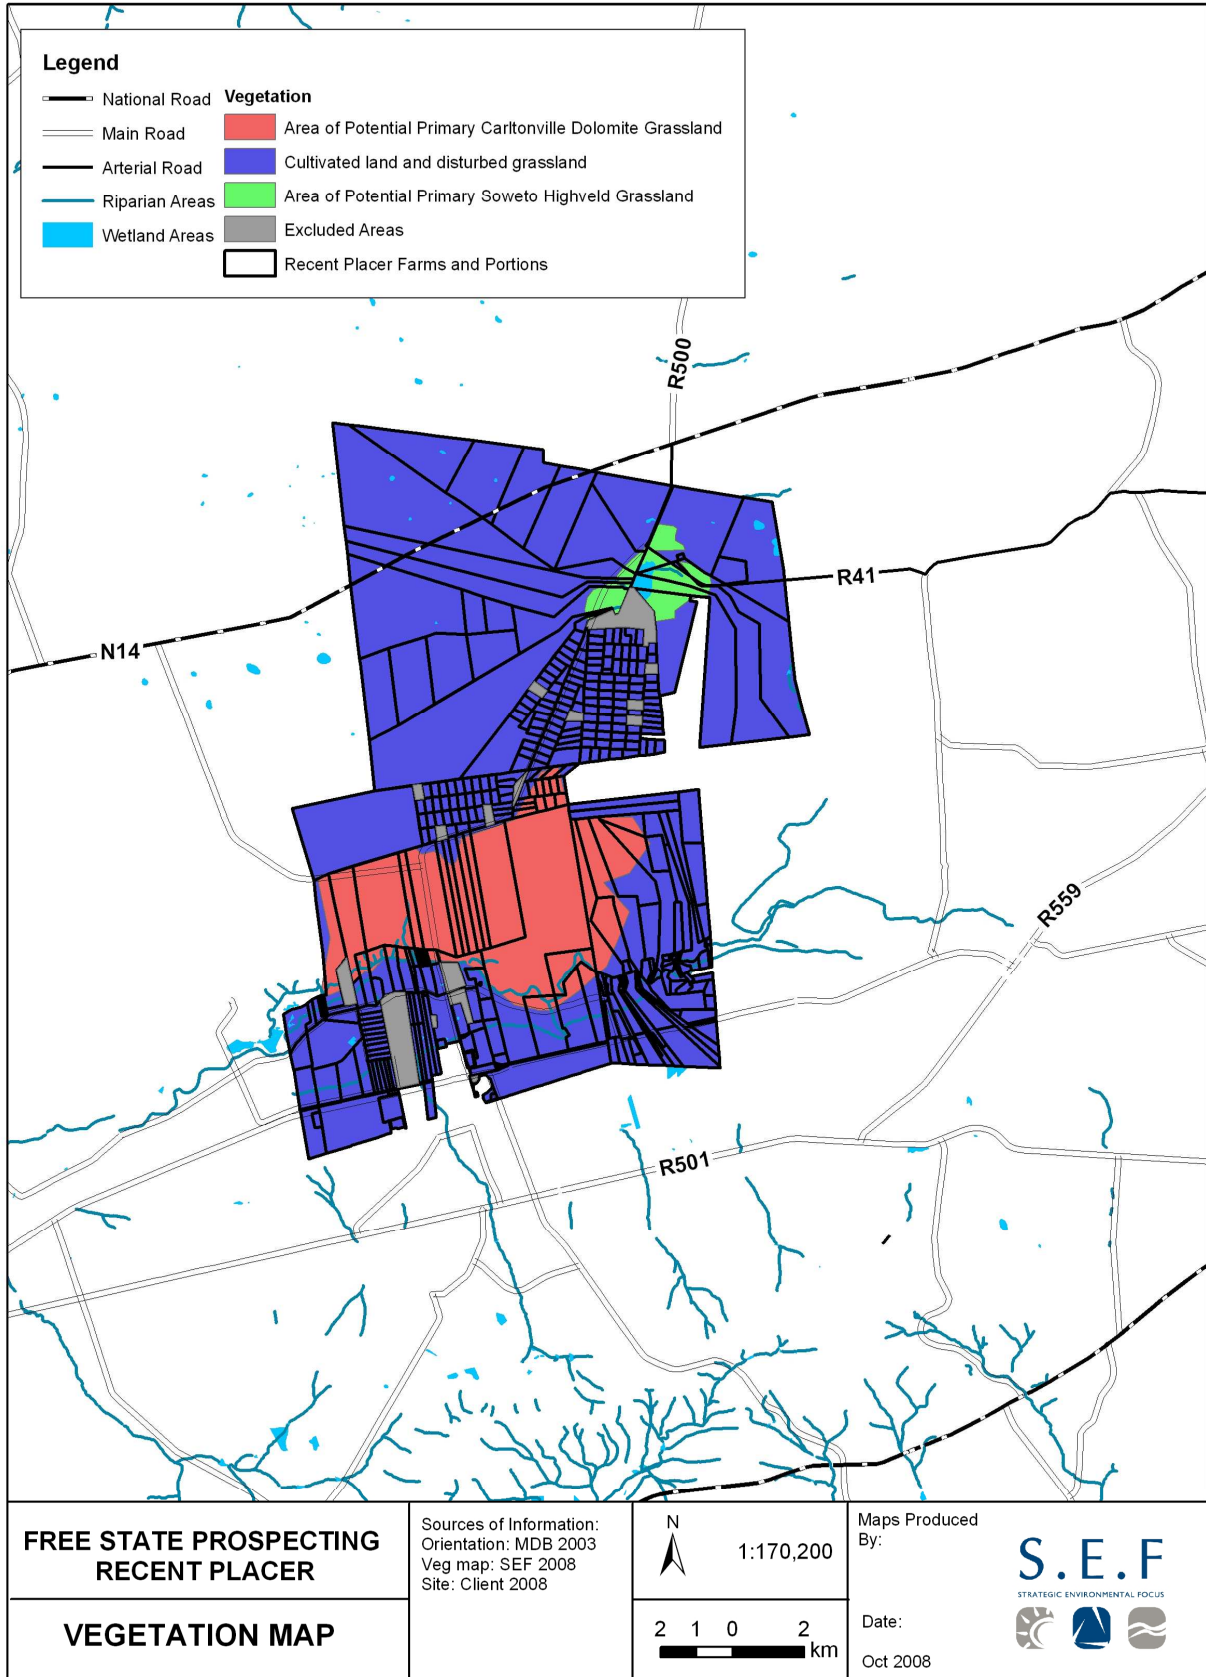 Legend
National Road
Main Road
Arterial Road
Riparian Areas
Wetland Areas
Vegetation
Area of Potential Primary Carltonville Dolomite Grassland
Cultivated land and disturbed grassland
Area of Potential Primary Soweto Highveld Grassland
Excluded Areas
Recent Placer Farms and Portions
R500
R41
N14
R559
R501
FREE STATE PROSPECTING
RECENT PLACER
VEGETATION MAP
Sources of Information:
Orientation: MDB 2003
Veg map: SEF 2008
Site: Client 2008
N
1:170,200
2 1 0 2
km
Maps Produced
By:
S.E.F
STRATEGIC ENVIRONMENTAL FOCUS
Date:
Oct 2008